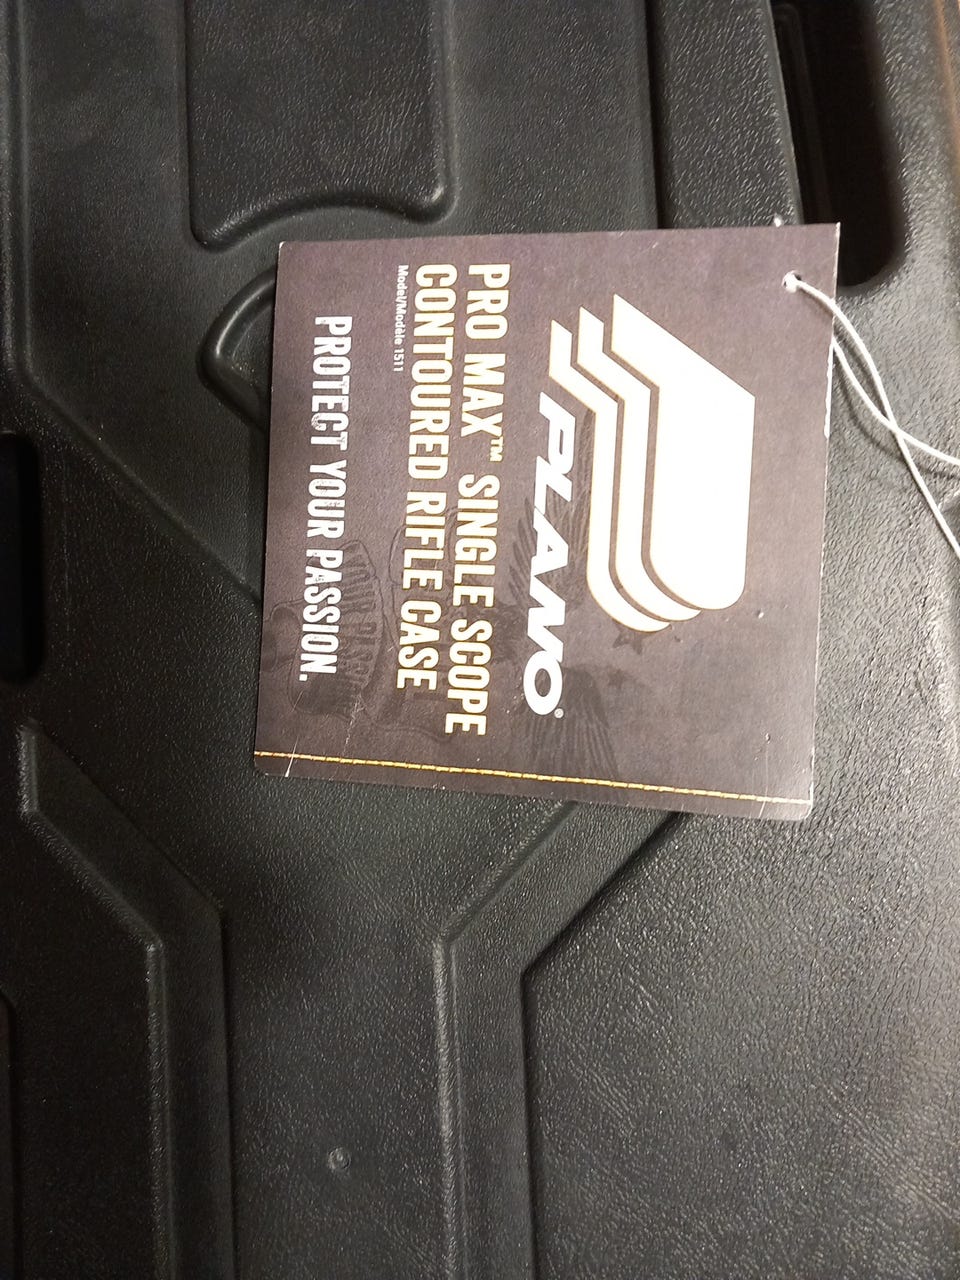 PLANO®
PRO MAX™ SINGLE SCOPE
CONTOURED RIFLE CASE
Model/Modèle 1511
PROTECT YOUR PASSION.